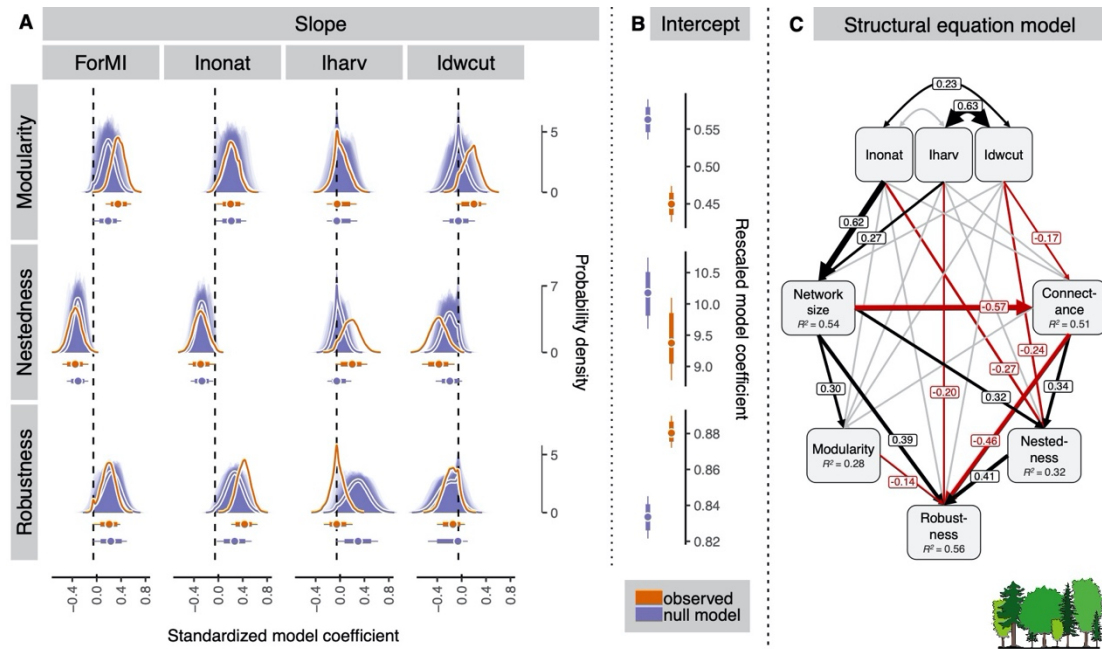 A
Slope
ForMI
Inonat
Iharv
Idwcut
Modularity
Nestedness
Robustness
5
0
7
0
5
0
Probability density
−0.4 0.0 0.4 0.8
−0.4 0.0 0.4 0.8
−0.4 0.0 0.4 0.8
−0.4 0.0 0.4 0.8
Standardized model coefficient
B
Intercept
0.55
0.50
0.45
10.5
10.0
9.5
9.0
0.88
0.86
0.84
0.82
Rescaled model coefficient
observed
null model
C
Structural equation model
0.23
0.63
Inonat
Iharv
Idwcut
0.62
0.27
-0.17
Network
size
R² = 0.54
-0.57
Connect-
ance
R² = 0.51
-0.24
-0.27
0.30
-0.20
0.32
0.34
0.39
-0.46
Modularity
R² = 0.28
Nested-
ness
R² = 0.32
-0.14
0.41
Robust-
ness
R² = 0.56